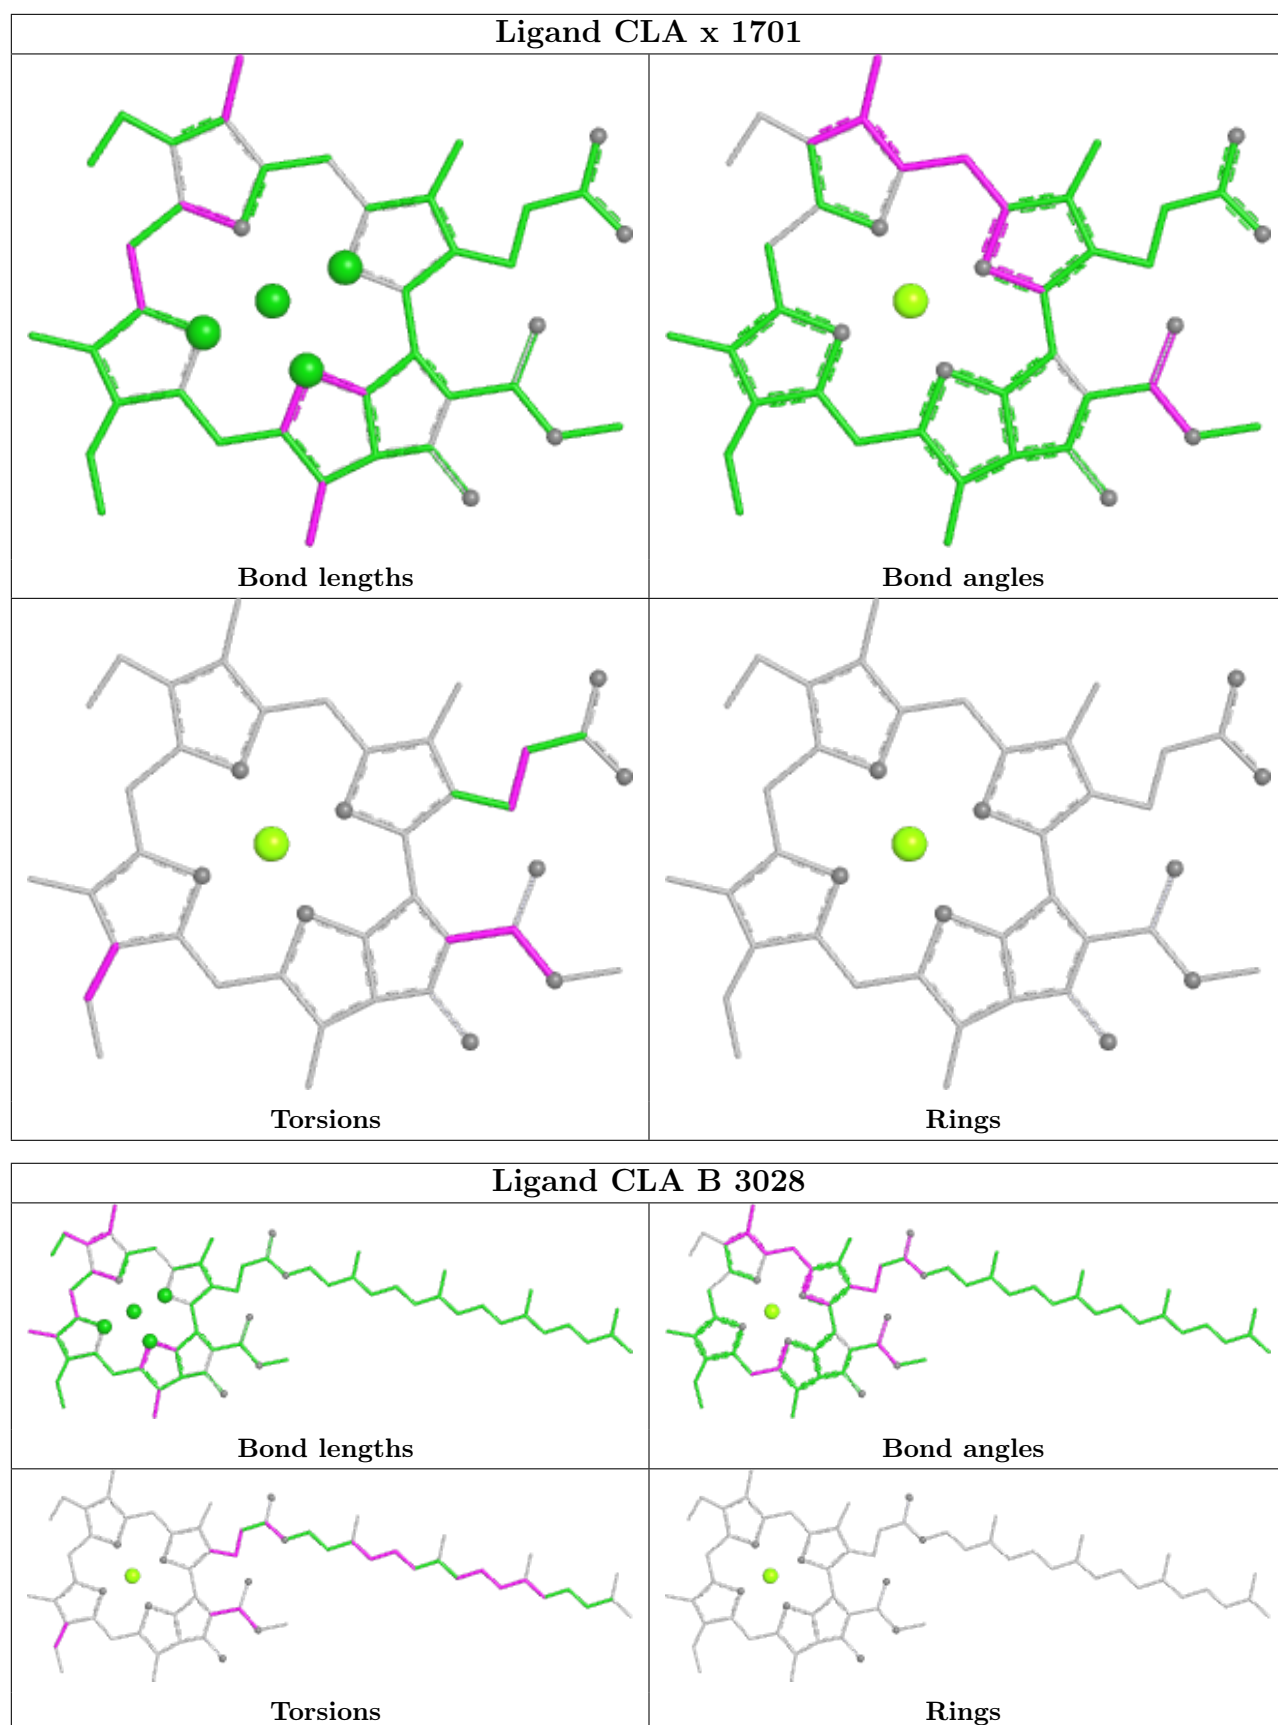 Ligand CLA x 1701
Bond lengths
Bond angles
Torsions
Rings
Ligand CLA B 3028
Bond lengths
Bond angles
Torsions
Rings